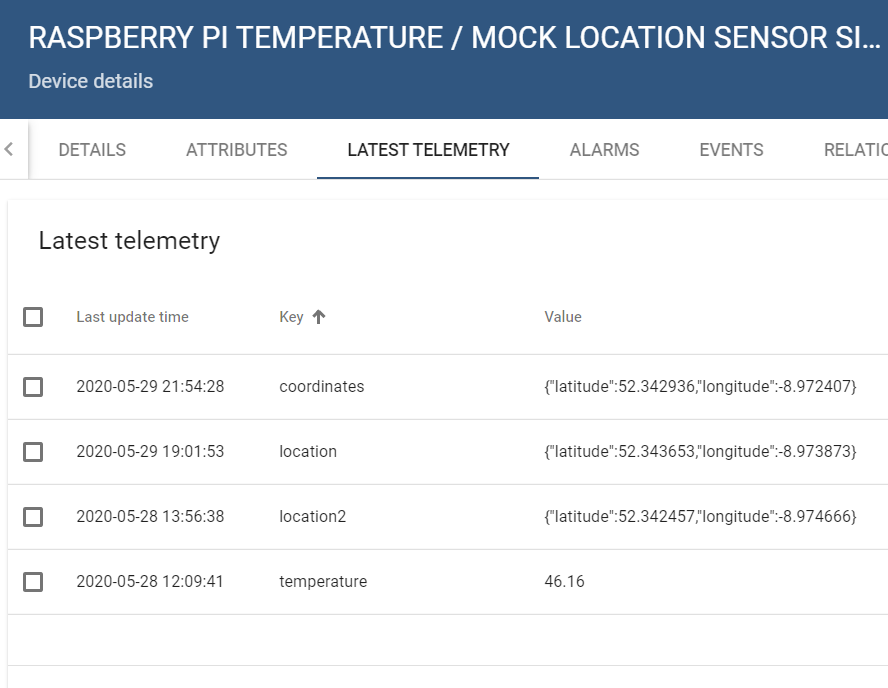 RASPBERRY PI TEMPERATURE / MOCK LOCATION SENSOR SI...
Device details
DETAILS ATTRIBUTES LATEST TELEMETRY ALARMS EVENTS RELATIO
Latest telemetry
Last update time Key Value
2020-05-29 21:54:28 coordinates {"latitude":52.342936,"longitude":-8.972407}
2020-05-29 19:01:53 location {"latitude":52.343653,"longitude":-8.973873}
2020-05-28 13:56:38 location2 {"latitude":52.342457,"longitude":-8.974666}
2020-05-28 12:09:41 temperature 46.16